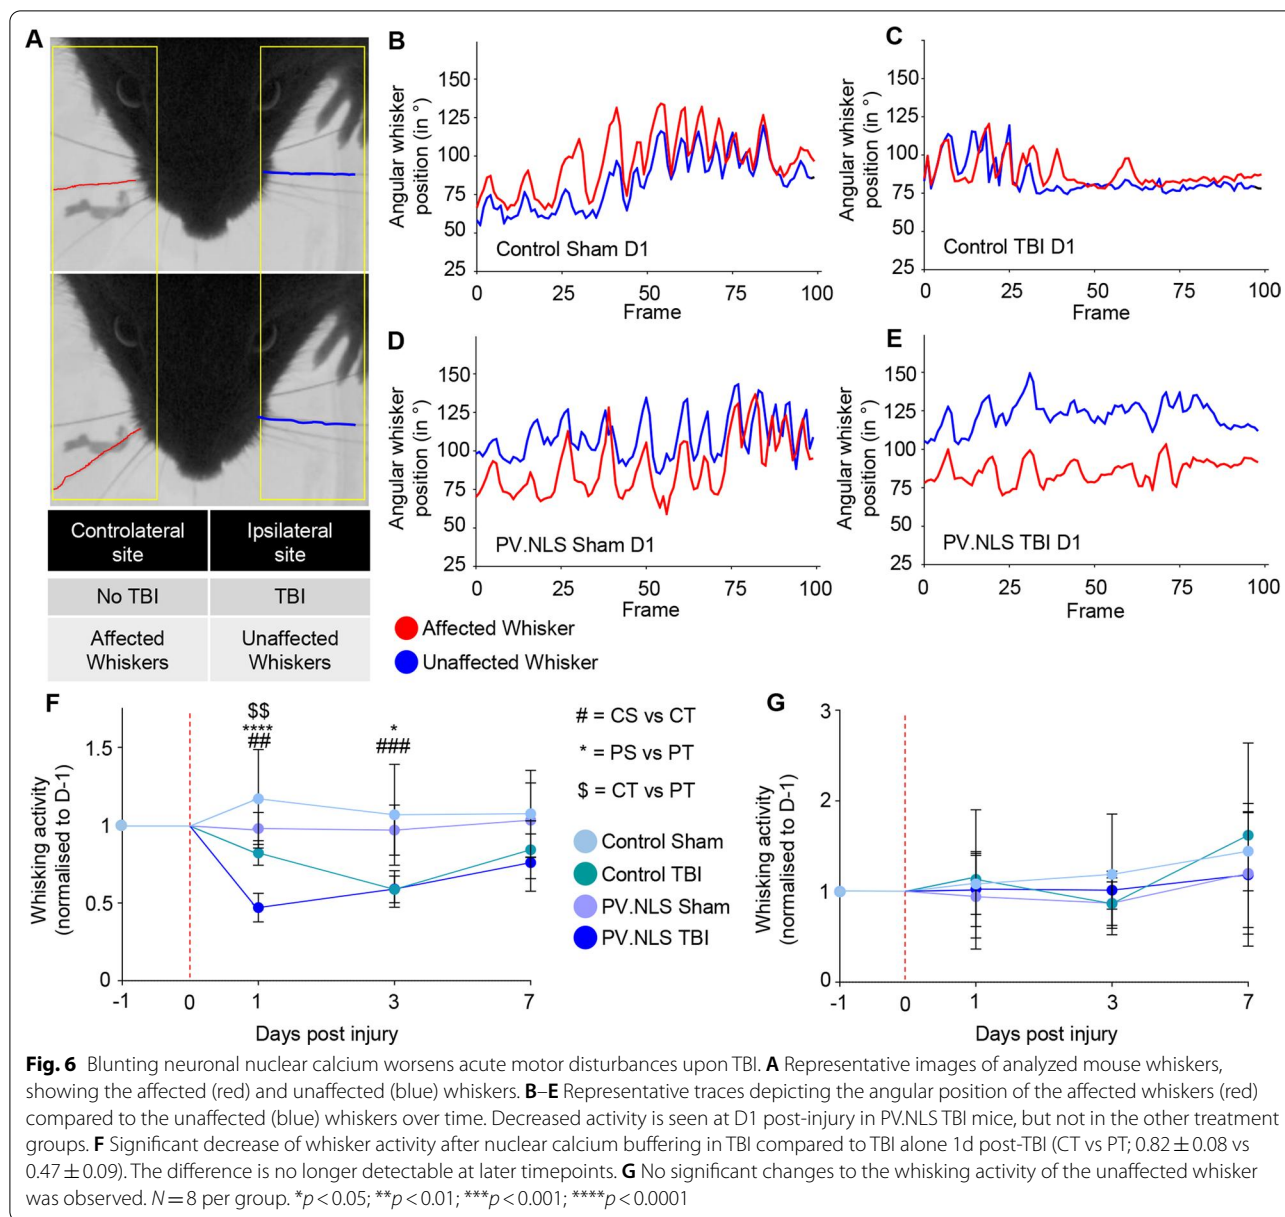 A
Controlateral site
Ipsilateral site
No TBI
TBI
Affected Whiskers
Unaffected Whiskers
B
Angular whisker position (in °)
150
125
100
75
50
25
Control Sham D1
0 25 50 75 100
Frame
C
Angular whisker position (in °)
150
125
100
75
50
25
Control TBI D1
0 25 50 75 100
Frame
D
Angular whisker position (in °)
150
125
100
75
50
25
PV.NLS Sham D1
0 25 50 75 100
Frame
E
Angular whisker position (in °)
150
125
100
75
50
25
PV.NLS TBI D1
0 25 50 75 100
Frame
Affected Whisker
Unaffected Whisker
F
Whisking activity (normalised to D-1)
1.5
1
0.5
0
$$
****
##
*
###
-1 0 1 3 7
Days post injury
# = CS vs CT
* = PS vs PT
$ = CT vs PT
Control Sham
Control TBI
PV.NLS Sham
PV.NLS TBI
G
Whisking activity (normalised to D-1)
3
2
1
0
-1 0 1 3 7
Days post injury
Fig. 6 Blunting neuronal nuclear calcium worsens acute motor disturbances upon TBI. A Representative images of analyzed mouse whiskers,
showing the affected (red) and unaffected (blue) whiskers. B–E Representative traces depicting the angular position of the affected whiskers (red)
compared to the unaffected (blue) whiskers over time. Decreased activity is seen at D1 post-injury in PV.NLS TBI mice, but not in the other treatment
groups. F Significant decrease of whisker activity after nuclear calcium buffering in TBI compared to TBI alone 1d post-TBI (CT vs PT; 0.82 ± 0.08 vs
0.47 ± 0.09). The difference is no longer detectable at later timepoints. G No significant changes to the whisking activity of the unaffected whisker
was observed. N = 8 per group. *p < 0.05; **p < 0.01; ***p < 0.001; ****p < 0.0001